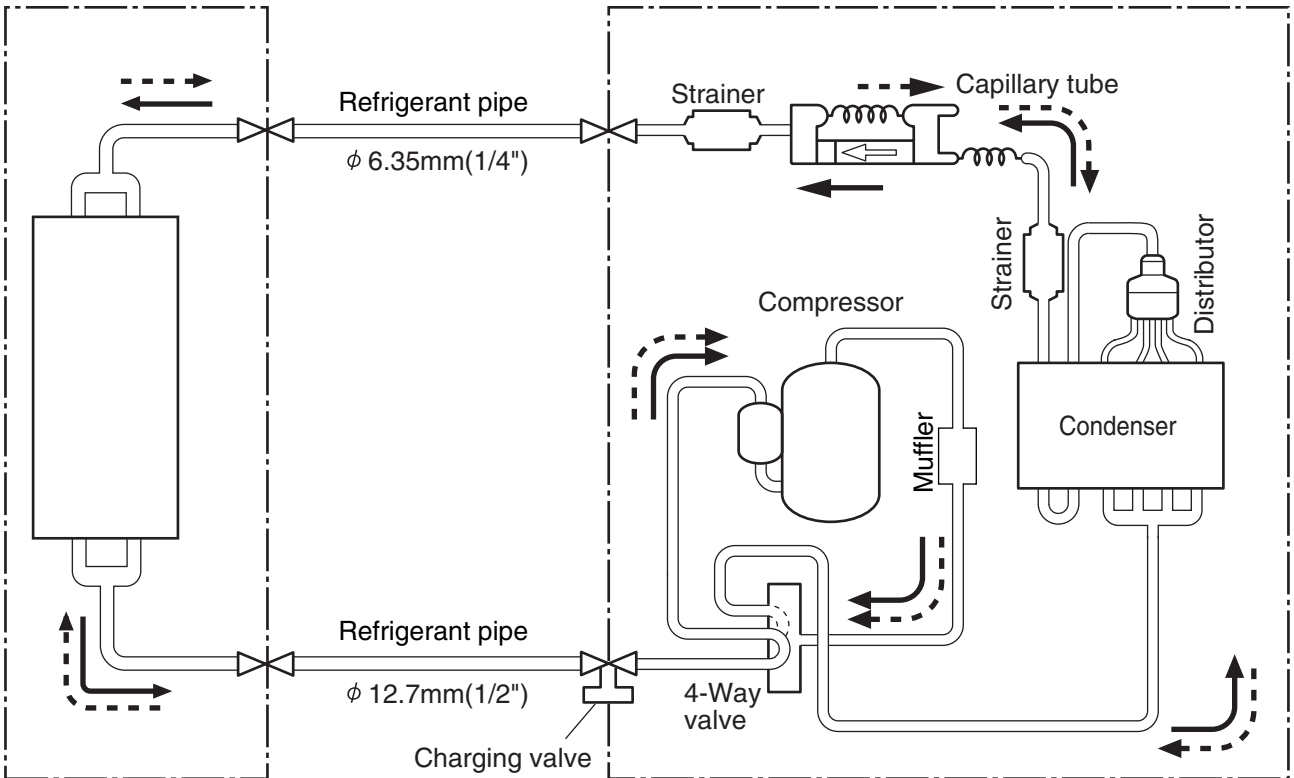 Refrigerant pipe
ϕ 6.35mm(1/4")
Strainer
Capillary tube
Strainer
Distributor
Compressor
Condenser
Muffler
Refrigerant pipe
ϕ 12.7mm(1/2")
4-Way
valve
Charging valve